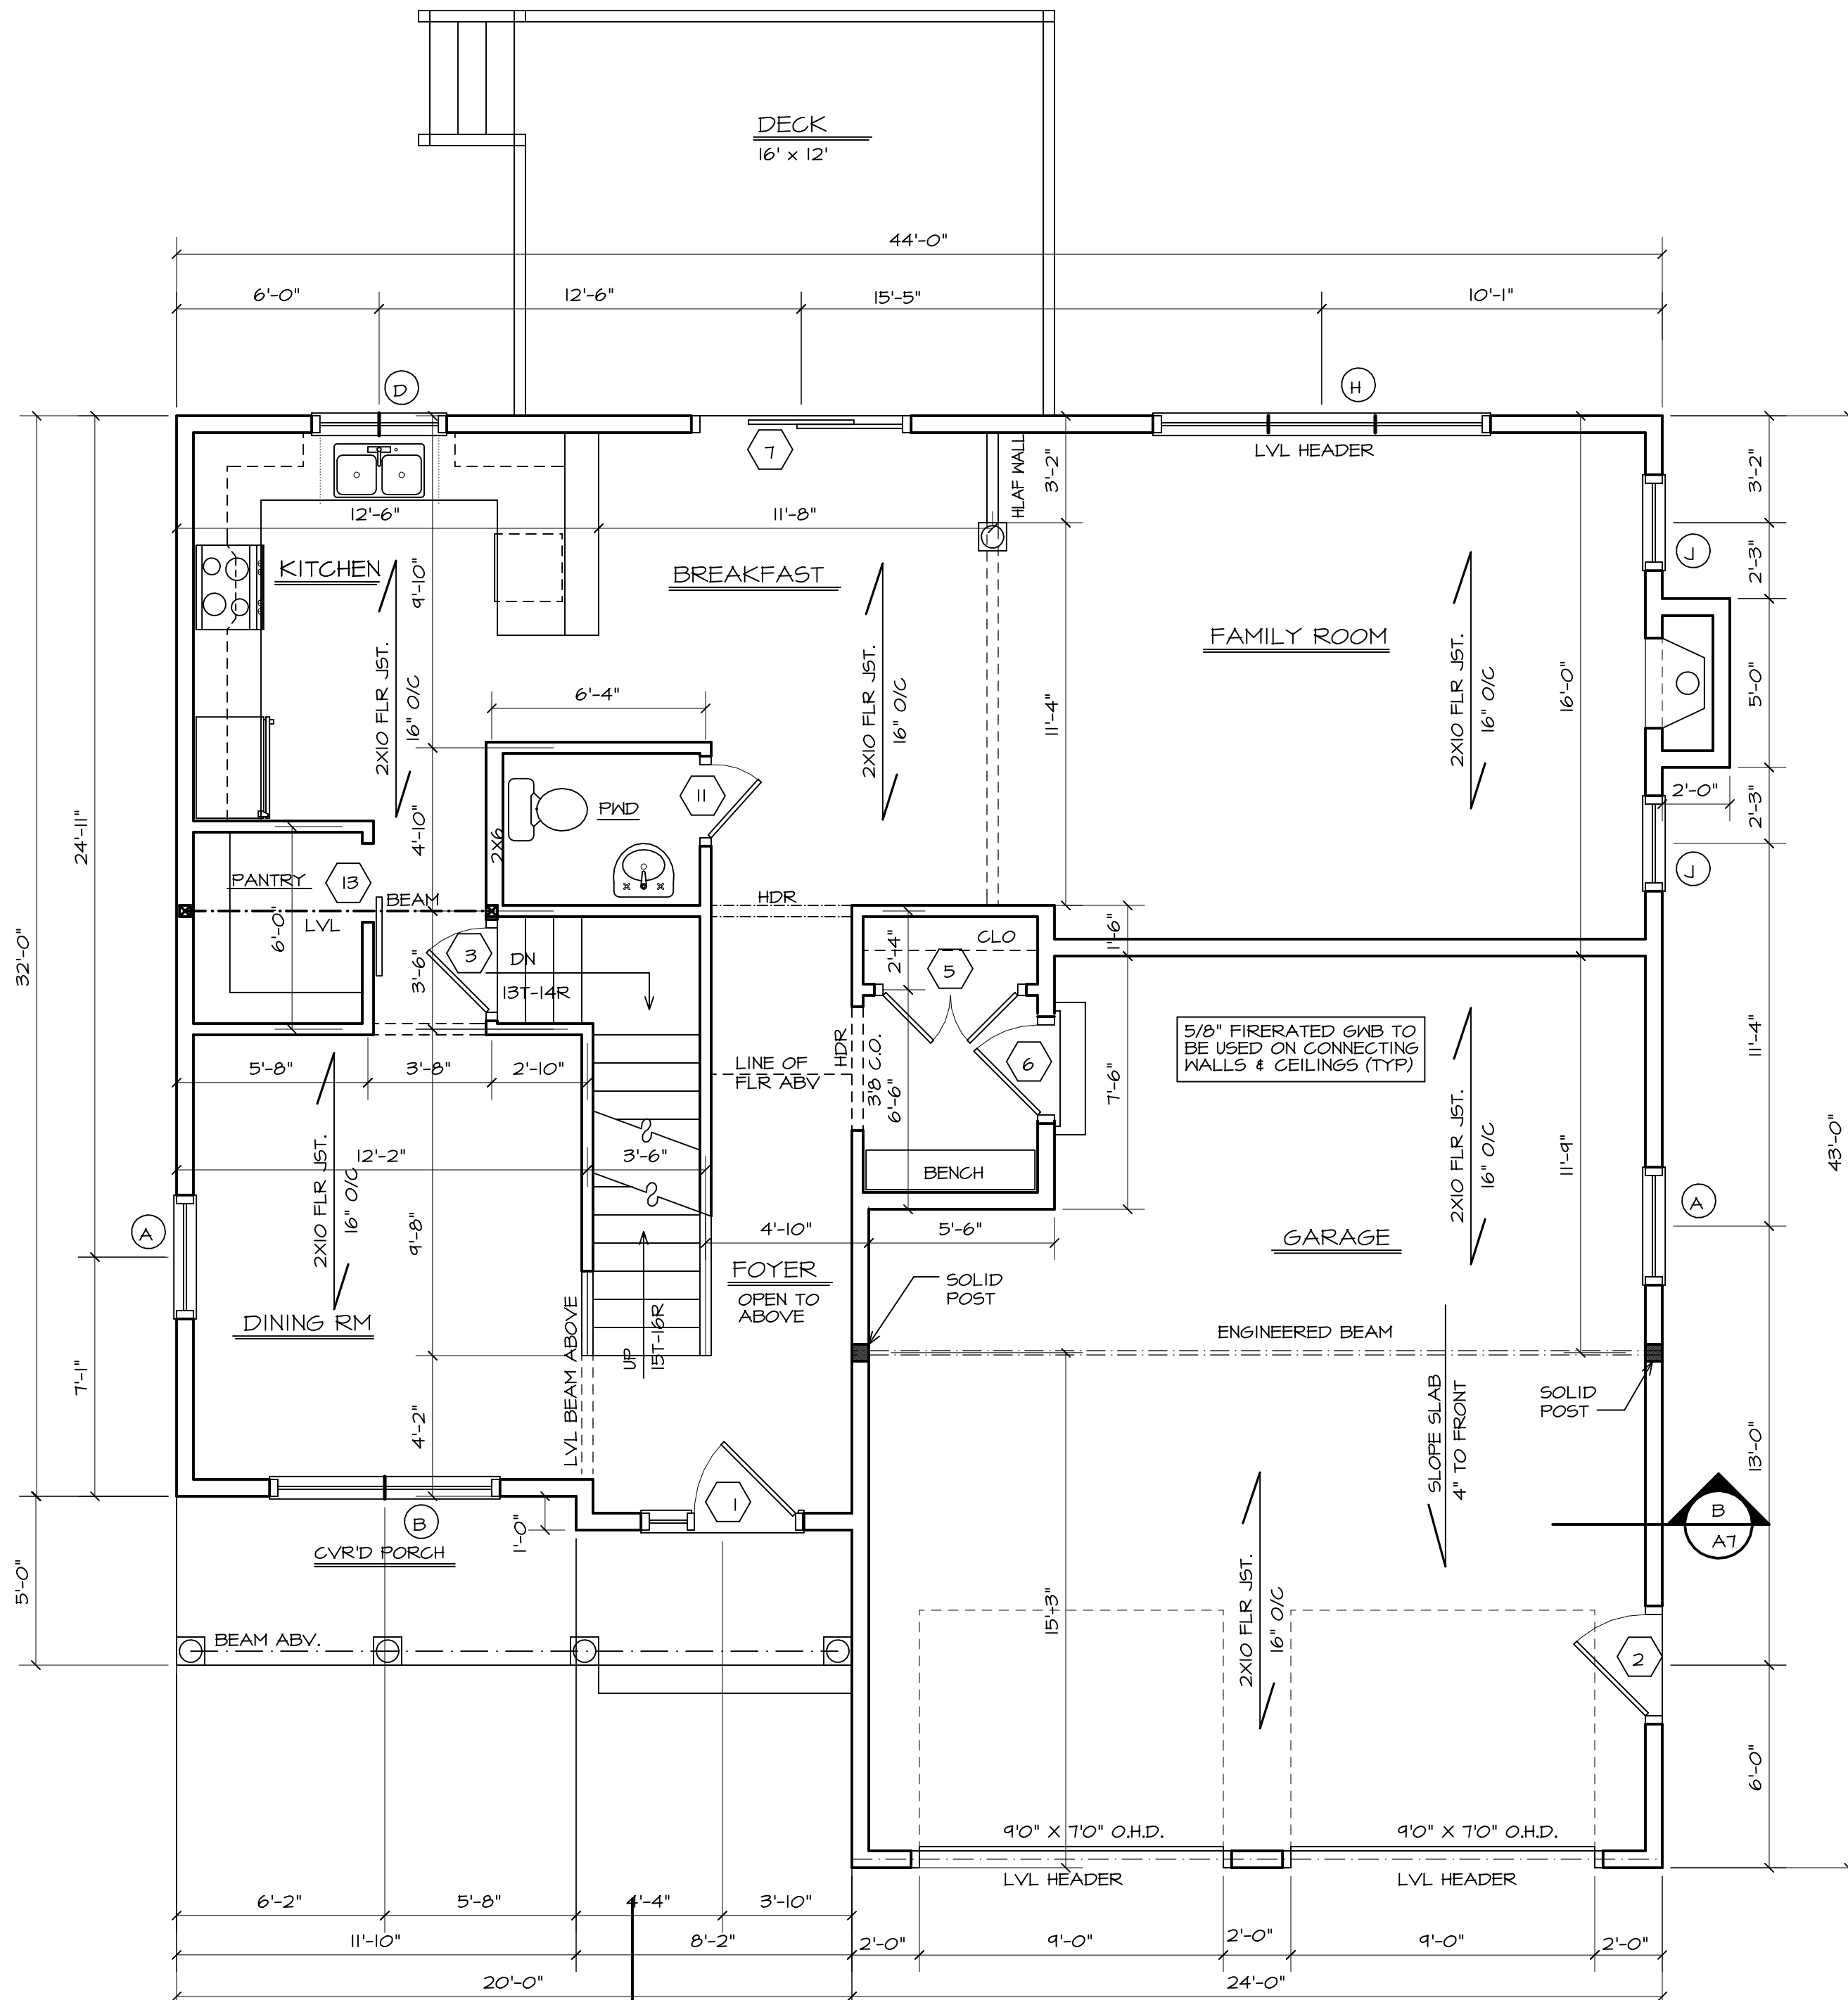 DECK
16' x 12'
44'-0"
6'-0"
12'-6"
15'-5"
10'-1"
D
H
7
LVL HEADER
HLAF WALL
3'-2"
3'-2"
12'-6"
11'-8"
J
2'-3"
KITCHEN
9'-10"
BREAKFAST
FAMILY ROOM
2X10 FLR JST.
16" O/C
2X10 FLR JST.
16" O/C
2X10 FLR JST.
16" O/C
16'-0"
5'-0"
6'-4"
11'-4"
11
PWD
2X6
4'-10"
2'-0"
2'-3"
J
24'-11"
32'-0"
PANTRY
13
BEAM
LVL
6'-0"
3'-6"
3
DN
13T-14R
HDR
CLO
2'-4"
5
1'-6"
5/8" FIRERATED GWB TO
BE USED ON CONNECTING
WALLS & CEILINGS (TYP)
11'-4"
5'-8"
3'-8"
2'-10"
LINE OF
FLR ABV
HDR
3'8 C.O.
6'-6"
6
7'-6"
2X10 FLR JST.
16" O/C
2X10 FLR JST.
16" O/C
11'-9"
43'-0"
12'-2"
3'-6"
BENCH
A
A
9'-8"
4'-10"
5'-6"
GARAGE
FOYER
OPEN TO
ABOVE
SOLID
POST
DINING RM
UP
15T-16R
LVL BEAM ABOVE
ENGINEERED BEAM
SOLID
POST
SLOPE SLAB
4" TO FRONT
7'-1"
4'-2"
13'-0"
1
B
1'-0"
B
A7
CVR'D PORCH
5'-0"
BEAM ABV.
15'-3"
2X10 FLR JST.
16" O/C
2
6'-0"
9'0" X 7'0" O.H.D.
9'0" X 7'0" O.H.D.
LVL HEADER
LVL HEADER
6'-2"
5'-8"
4'-4"
3'-10"
11'-10"
8'-2"
2'-0"
9'-0"
2'-0"
9'-0"
2'-0"
20'-0"
24'-0"